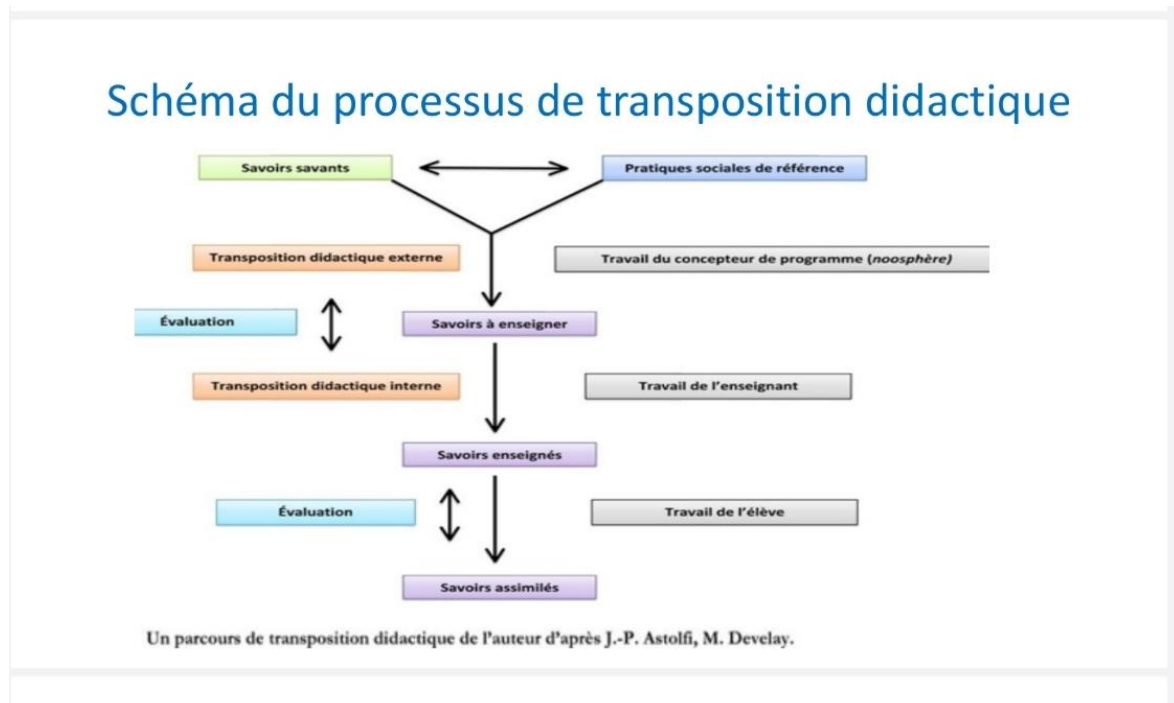 Schéma du processus de transposition didactique
Savoirs savants
Pratiques sociales de référence
Transposition didactique externe
Travail du concepteur de programme (noosphère)
Évaluation
Savoirs à enseigner
Transposition didactique interne
Travail de l'enseignant
Savoirs enseignés
Évaluation
Travail de l'élève
Savoirs assimilés
Un parcours de transposition didactique de l'auteur d'après J.-P. Astolfi, M. Develay.